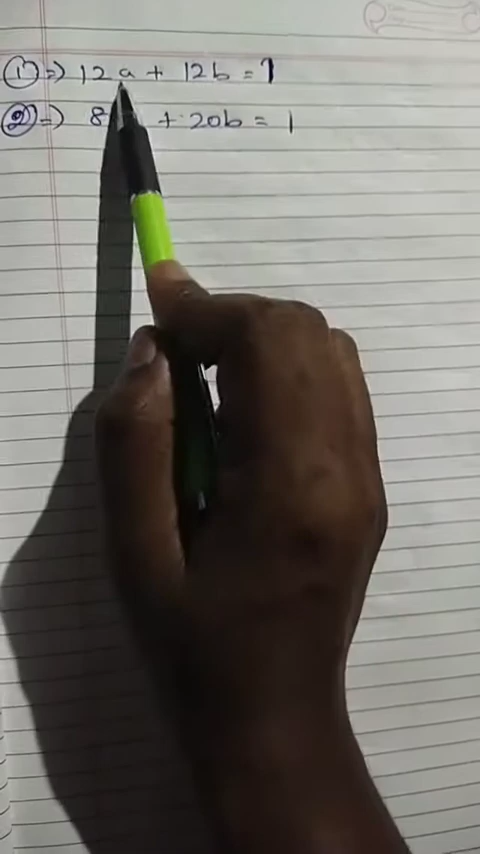 ① => 12a + 12b = 1
② => 8 + 20b = 1